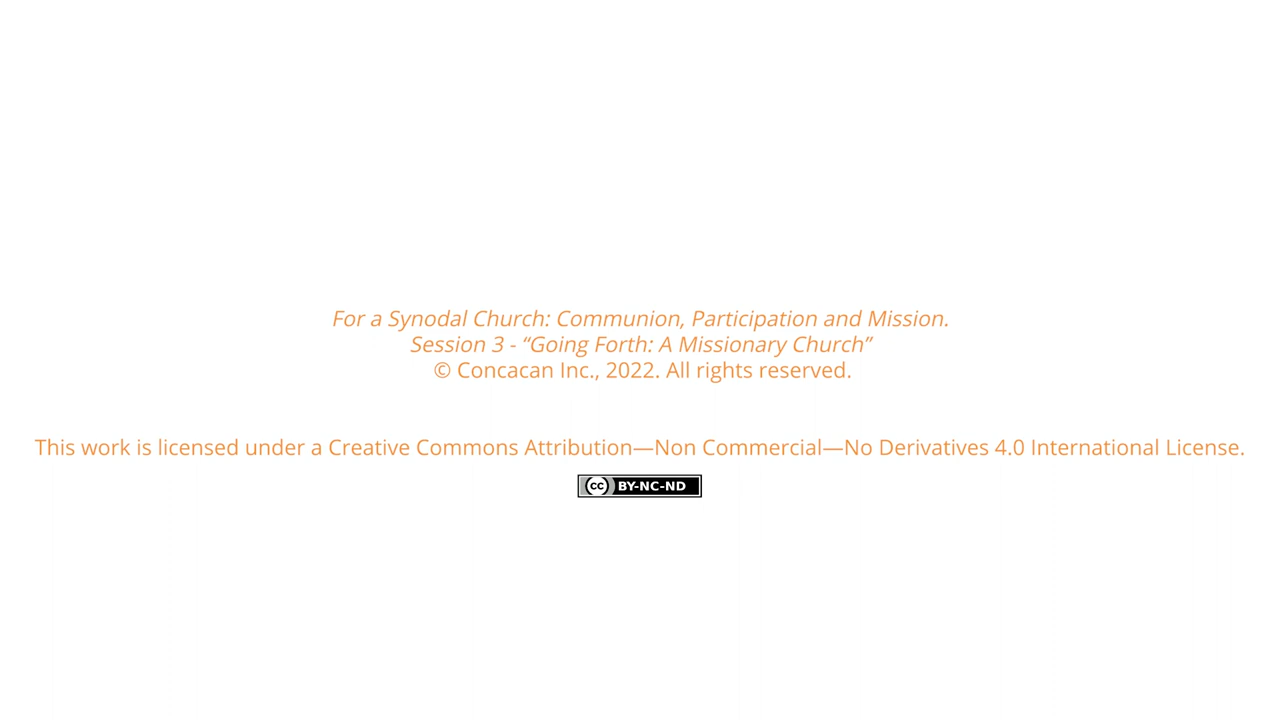 For a Synodal Church: Communion, Participation and Mission.
Session 3 - “Going Forth: A Missionary Church”
© Concacan Inc., 2022. All rights reserved.
This work is licensed under a Creative Commons Attribution—Non Commercial—No Derivatives 4.0 International License.
cc BY-NC-ND